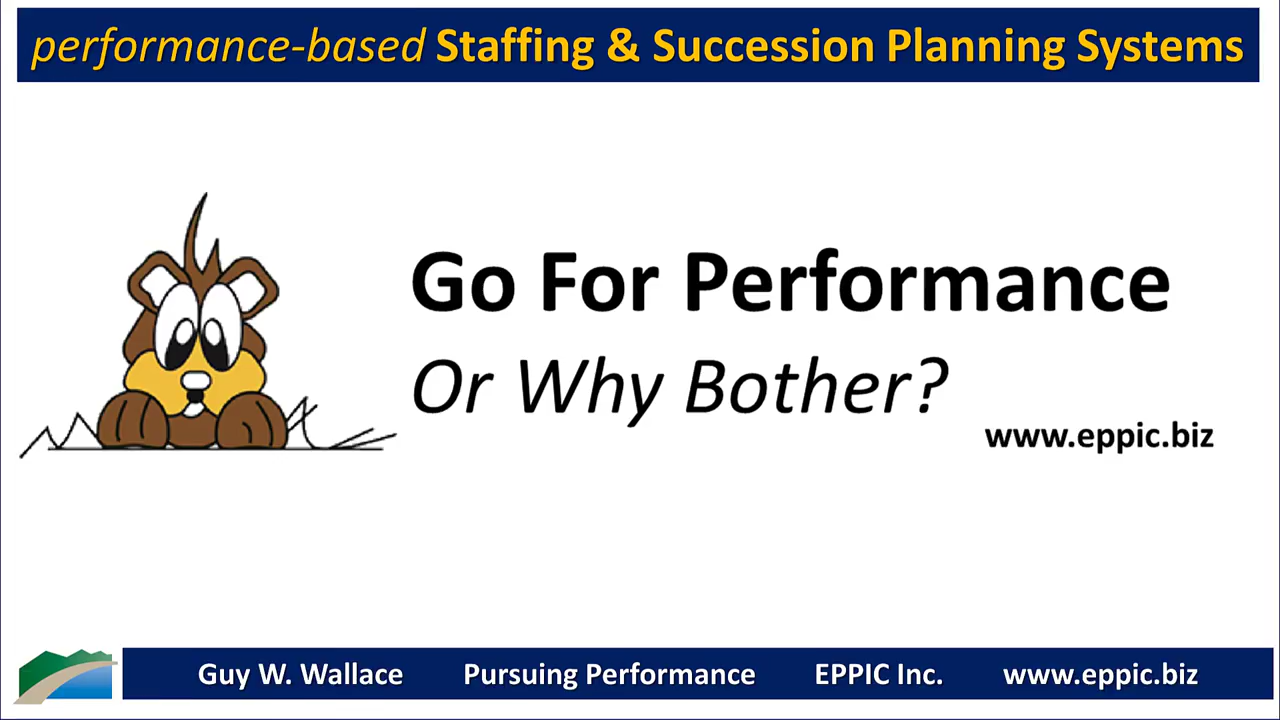 performance-based Staffing & Succession Planning Systems
Go For Performance
Or Why Bother?
www.eppic.biz
Guy W. Wallace Pursuing Performance EPPIC Inc. www.eppic.biz